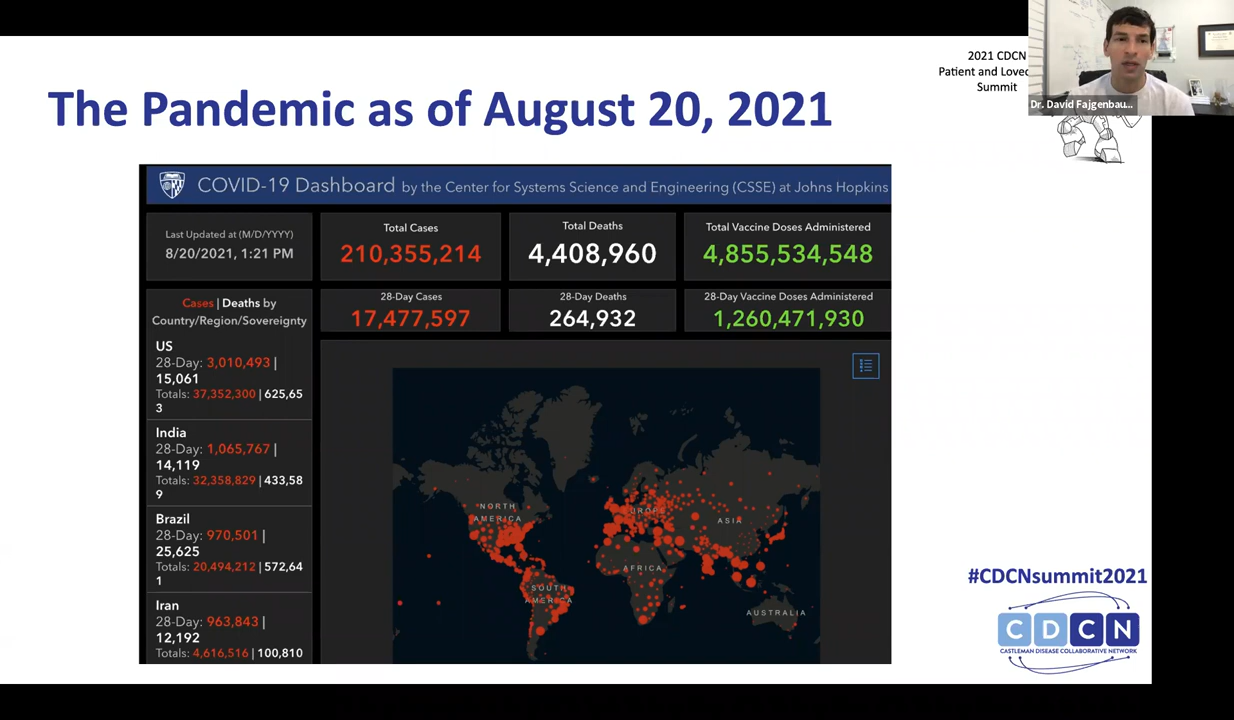 2021 CDCN
Patient and Loved
Summit
Dr. David Fajgenbau...
The Pandemic as of August 20, 2021
COVID-19 Dashboard by the Center for Systems Science and Engineering (CSSE) at Johns Hopkins
Last Updated at (M/D/YYYY)
8/20/2021, 1:21 PM
Total Cases
210,355,214
Total Deaths
4,408,960
Total Vaccine Doses Administered
4,855,534,548
28-Day Cases
17,477,597
28-Day Deaths
264,932
28-Day Vaccine Doses Administered
1,260,471,930
Cases | Deaths by
Country/Region/Sovereignty
US
28-Day: 3,010,493 |
15,061
Totals: 37,352,300 | 625,65
3
India
28-Day: 1,065,767 |
14,119
Totals: 32,358,829 | 433,58
9
Brazil
28-Day: 970,501 |
25,625
Totals: 20,494,212 | 572,64
1
Iran
28-Day: 963,843 |
12,192
Totals: 4,616,516 | 100,810
NORTH
AMERICA
EUROPE
ASIA
AFRICA
SOUTH
AMERICA
AUSTRALIA
#CDCNsummit2021
CDCN
CASTLEMAN DISEASE COLLABORATIVE NETWORK